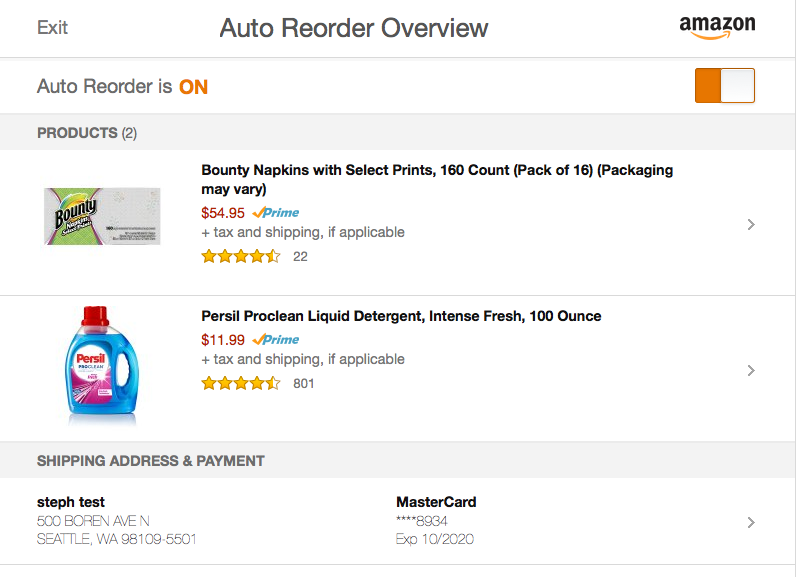 Exit
Auto Reorder Overview
amazon
Auto Reorder is ON
PRODUCTS (2)
Bounty Napkins with Select Prints, 160 Count (Pack of 16) (Packaging
may vary)
$54.95 Prime
+ tax and shipping, if applicable
22
Bounty
Napkins
Select Prints
Persil Proclean Liquid Detergent, Intense Fresh, 100 Ounce
$11.99 Prime
+ tax and shipping, if applicable
801
Persil
PROCLEAN
SHIPPING ADDRESS & PAYMENT
steph test
500 BOREN AVE N
SEATTLE, WA 98109-5501
MasterCard
****8934
Exp 10/2020